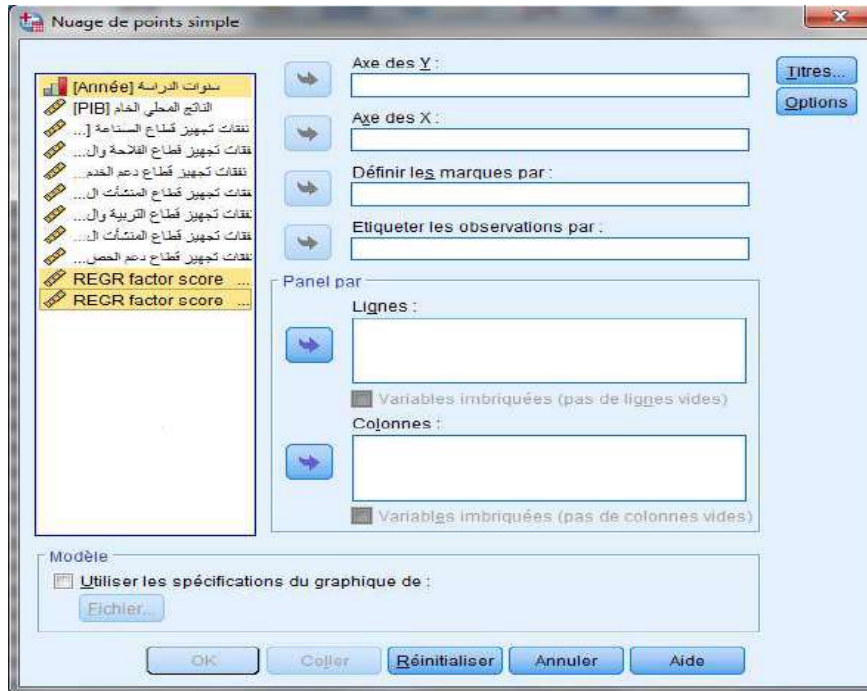 Nuage de points simple
سنوات الدراسة [Année]
الناتج المحلي الخام [PIB]
نفقات تجهيز قطاع الصناعة [...
نفقات تجهيز قطاع الفلاحة وال...
نفقات تجهيز قطاع دعم الخدم...
نفقات تجهيز قطاع المنشآت ال...
نفقات تجهيز قطاع التربية وال...
نفقات تجهيز قطاع المنشآت ال...
نفقات تجهيز قطاع دعم الحص...
REGR factor score ...
REGR factor score ...
Axe des Y :
Axe des X :
Définir les marques par :
Etiqueter les observations par :
Titres...
Options
Panel par
Lignes :
Variables imbriquées (pas de lignes vides)
Colonnes :
Variables imbriquées (pas de colonnes vides)
Modèle
Utiliser les spécifications du graphique de :
Fichier...
OK
Coller
Réinitialiser
Annuler
Aide